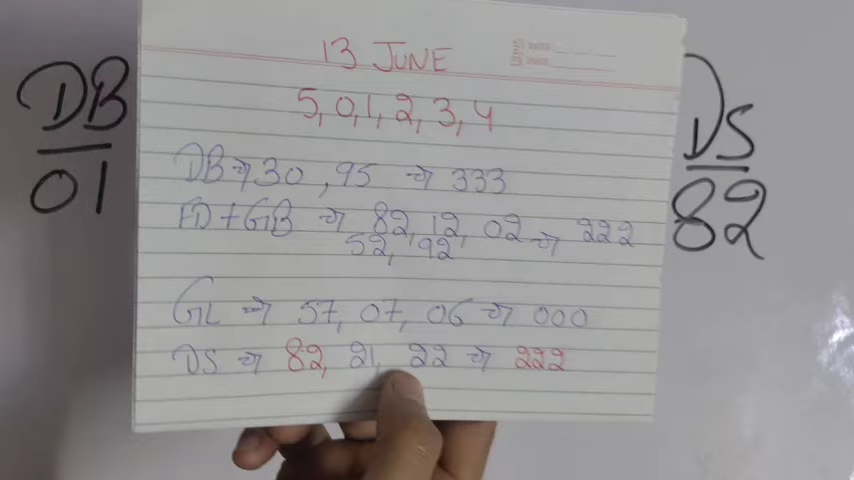 13 JUNE
5, 0, 1, 2, 3, 4
DB → 30, 95 → 333
FD+GB → 82, 12, 02 → 222
52, 92
GL → 57, 07, 06 → 000
DS → 82, 21, 22 → 222
DB
01
DS
82